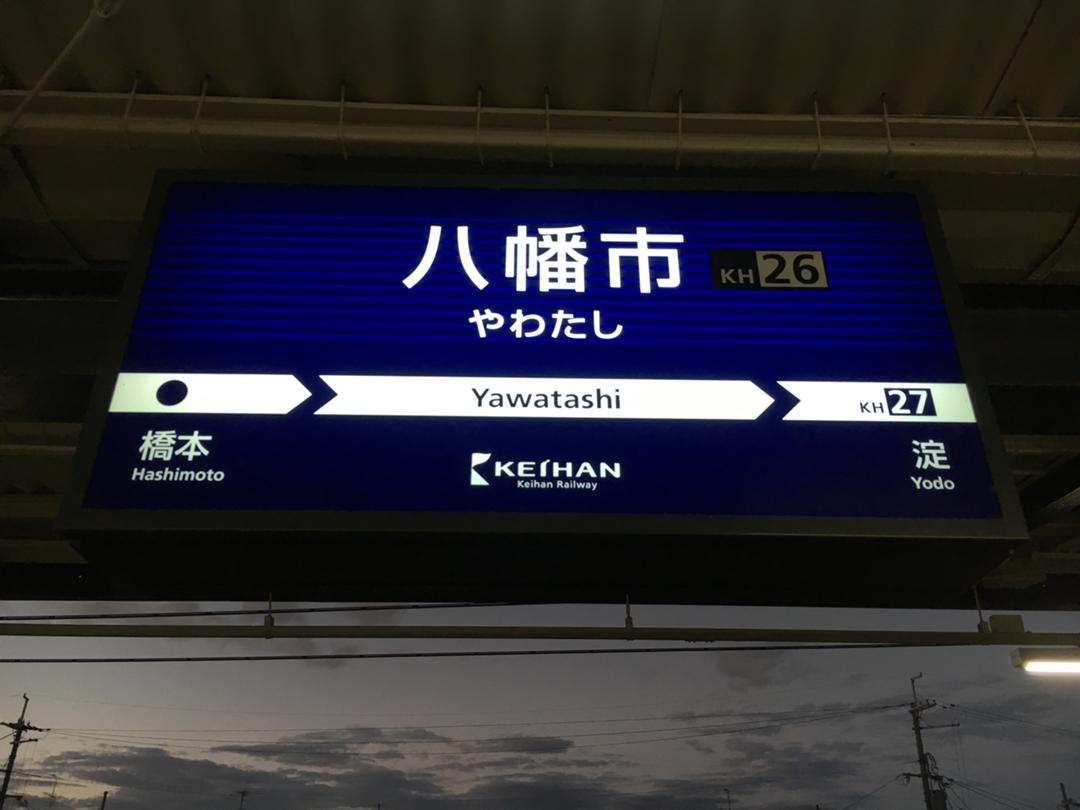 八幡市 KH 26
やわたし
Yawatashi
KH 27
橋本
Hashimoto
淀
Yodo
KEIHAN
Keihan Railway